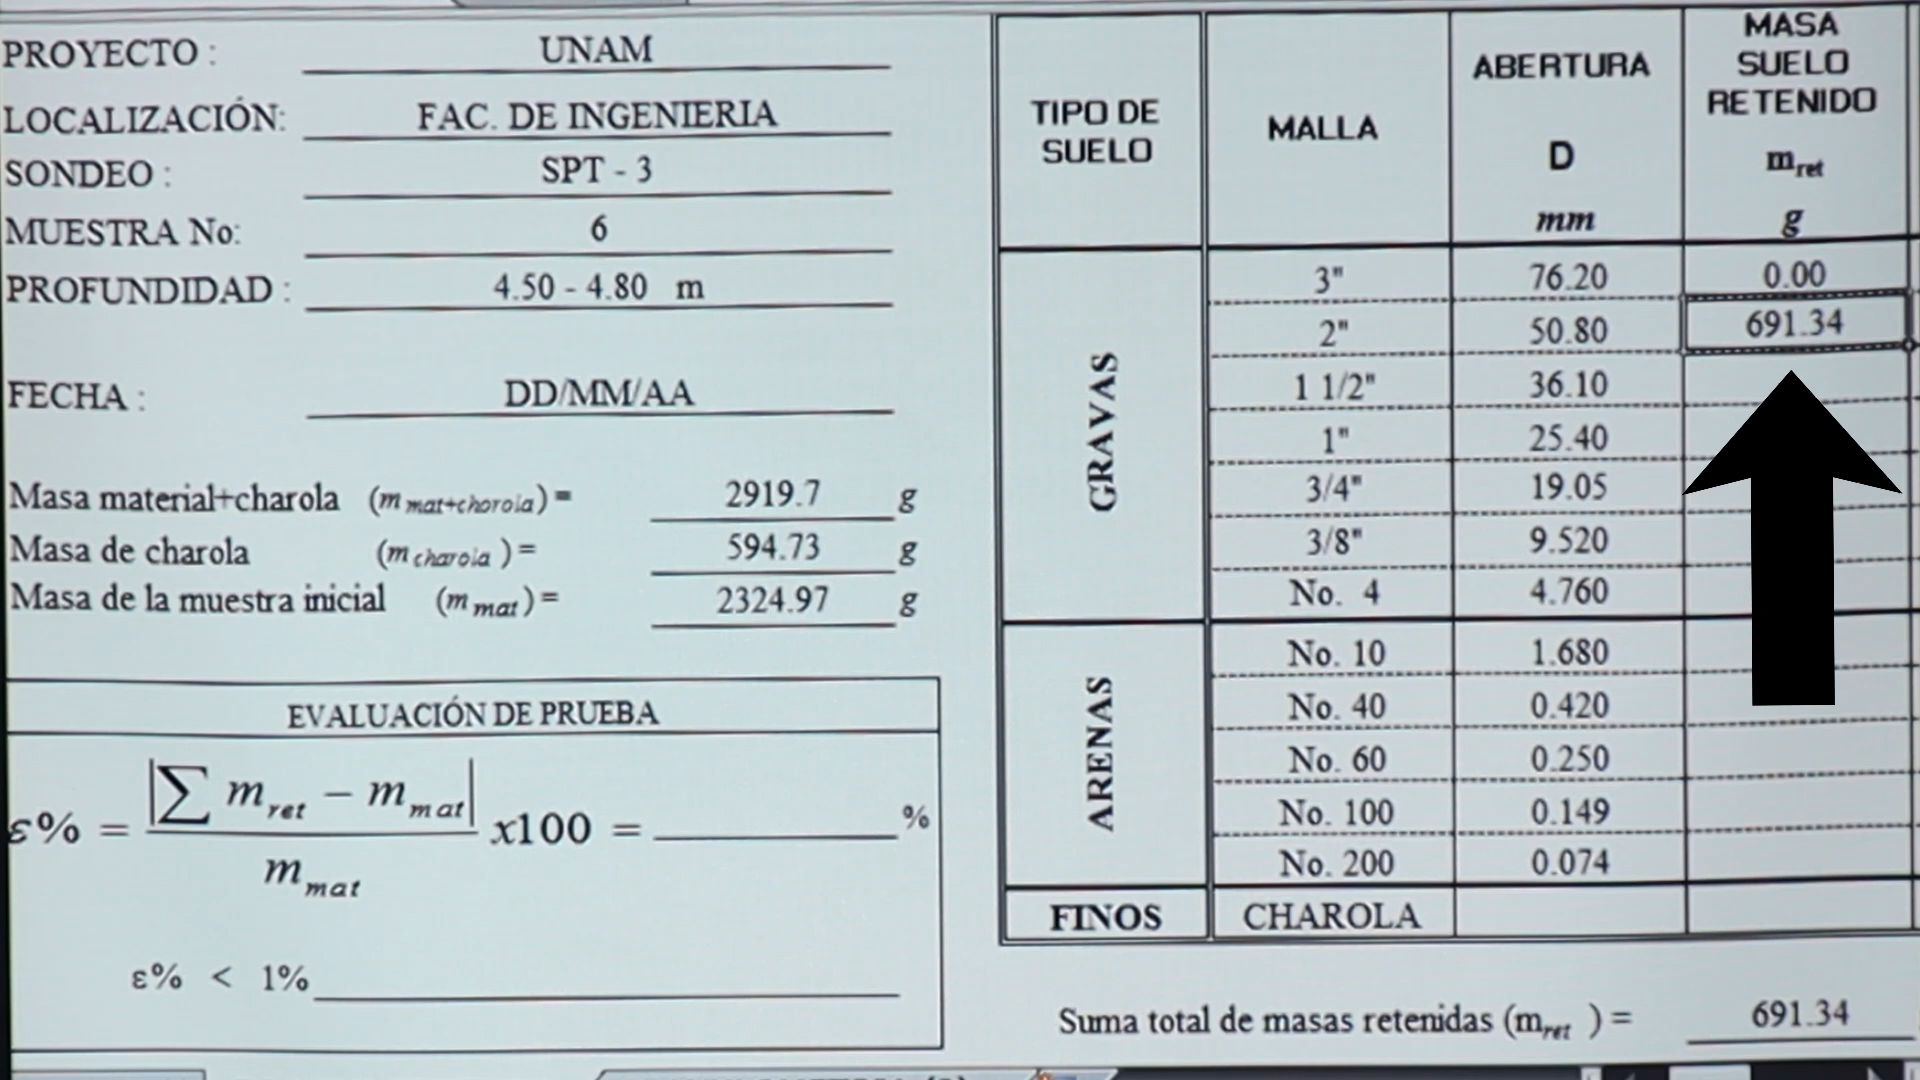 PROYECTO : UNAM
LOCALIZACIÓN: FAC. DE INGENIERIA
SONDEO : SPT - 3
MUESTRA No: 6
PROFUNDIDAD : 4.50 - 4.80 m
FECHA : DD/MM/AA
Masa material+charola (m mat+chorola) = 2919.7 g
Masa de charola (m charola ) = 594.73 g
Masa de la muestra inicial (m mat) = 2324.97 g
EVALUACIÓN DE PRUEBA
ε% = |∑ m ret − m mat| / m mat x100 = %
ε% < 1%
TIPO DE SUELO MALLA ABERTURA D mm MASA SUELO RETENIDO m ret g
GRAVAS
3" 76.20 0.00
2" 50.80 691.34
1 1/2" 36.10
1" 25.40
3/4" 19.05
3/8" 9.520
No. 4 4.760
ARENAS
No. 10 1.680
No. 40 0.420
No. 60 0.250
No. 100 0.149
No. 200 0.074
FINOS CHAROLA
Suma total de masas retenidas (m ret ) = 691.34